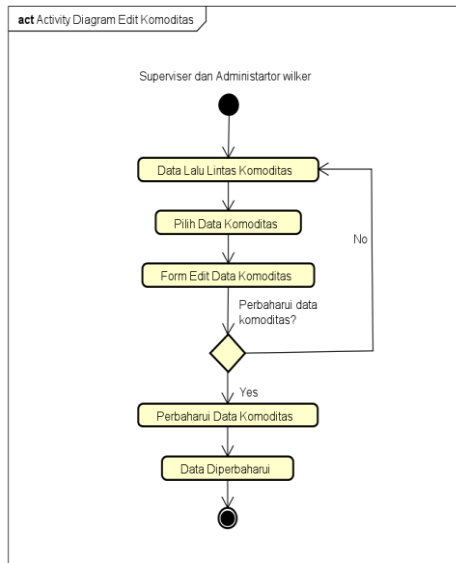 act Activity Diagram Edit Komoditas
Superviser dan Administartor wilker
Data Lalu Lintas Komoditas
Pilih Data Komoditas
No
Form Edit Data Komoditas
Perbaharui data
komoditas?
Yes
Perbaharui Data Komoditas
Data Diperbaharui